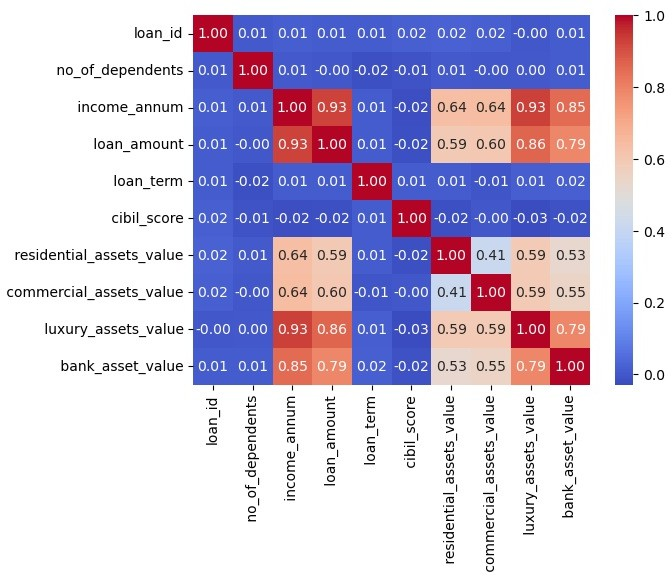 loan_id 1.00 0.01 0.01 0.01 0.01 0.02 0.02 0.02 -0.00 0.01
no_of_dependents 0.01 1.00 0.01 -0.00 -0.02 -0.01 0.01 -0.00 0.00 0.01
income_annum 0.01 0.01 1.00 0.93 0.01 -0.02 0.64 0.64 0.93 0.85
loan_amount 0.01 -0.00 0.93 1.00 0.01 -0.02 0.59 0.60 0.86 0.79
loan_term 0.01 -0.02 0.01 0.01 1.00 0.01 0.01 -0.01 0.01 0.02
cibil_score 0.02 -0.01 -0.02 -0.02 0.01 1.00 -0.02 -0.00 -0.03 -0.02
residential_assets_value 0.02 0.01 0.64 0.59 0.01 -0.02 1.00 0.41 0.59 0.53
commercial_assets_value 0.02 -0.00 0.64 0.60 -0.01 -0.00 0.41 1.00 0.59 0.55
luxury_assets_value -0.00 0.00 0.93 0.86 0.01 -0.03 0.59 0.59 1.00 0.79
bank_asset_value 0.01 0.01 0.85 0.79 0.02 -0.02 0.53 0.55 0.79 1.00
loan_id
no_of_dependents
income_annum
loan_amount
loan_term
cibil_score
residential_assets_value
commercial_assets_value
luxury_assets_value
bank_asset_value
1.0
0.8
0.6
0.4
0.2
0.0